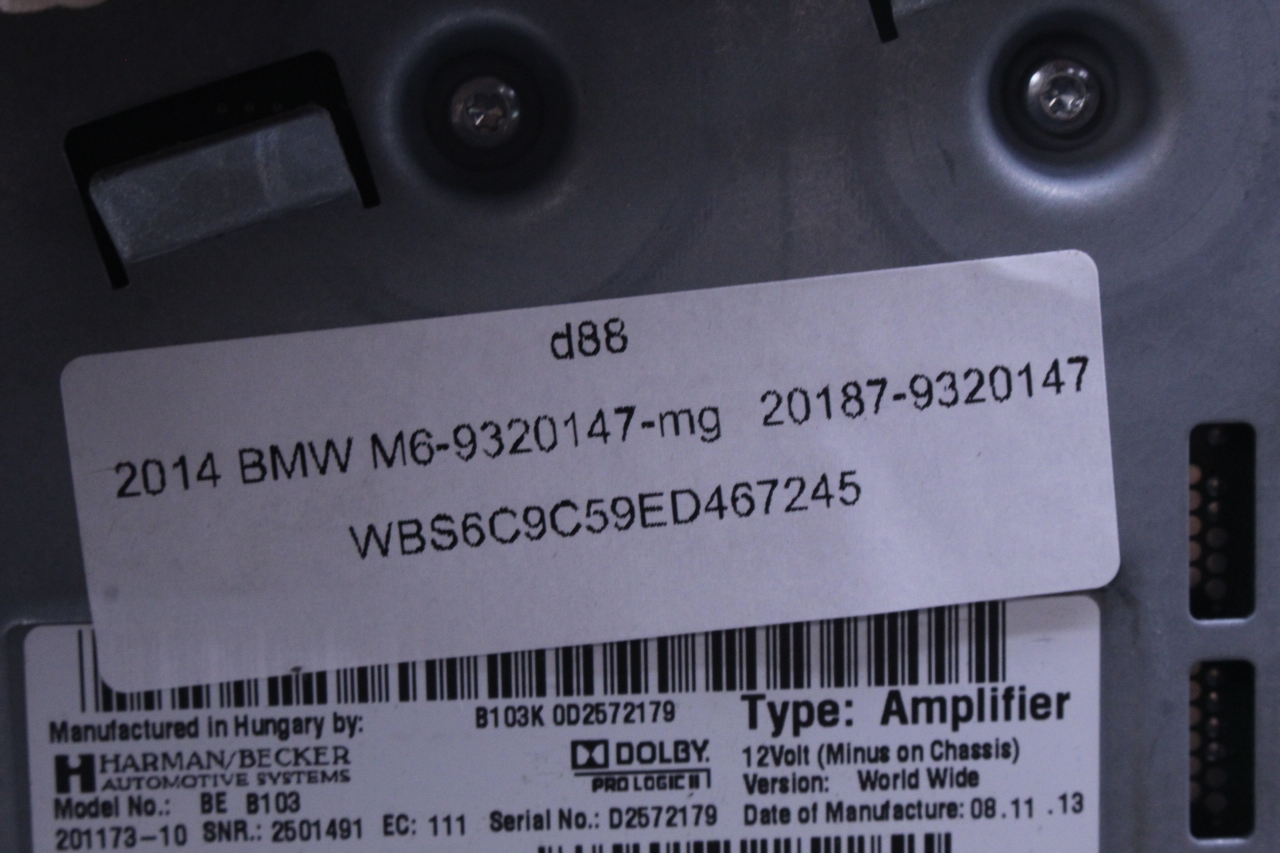 d88
2014 BMW M6-9320147-mg 20187-9320147
WBS6C9C59ED467245
Manufactured in Hungary by: B103K 0D2572179 Type: Amplifier
HARMAN/BECKER DOLBY. 12Volt (Minus on Chassis)
AUTOMOTIVE SYSTEMS PRO LOGIC II Version: World Wide
Model No.: BE B103
201173-10 SNR.: 2501491 EC: 111 Serial No.: D2572179 Date of Manufacture: 08.11 .13